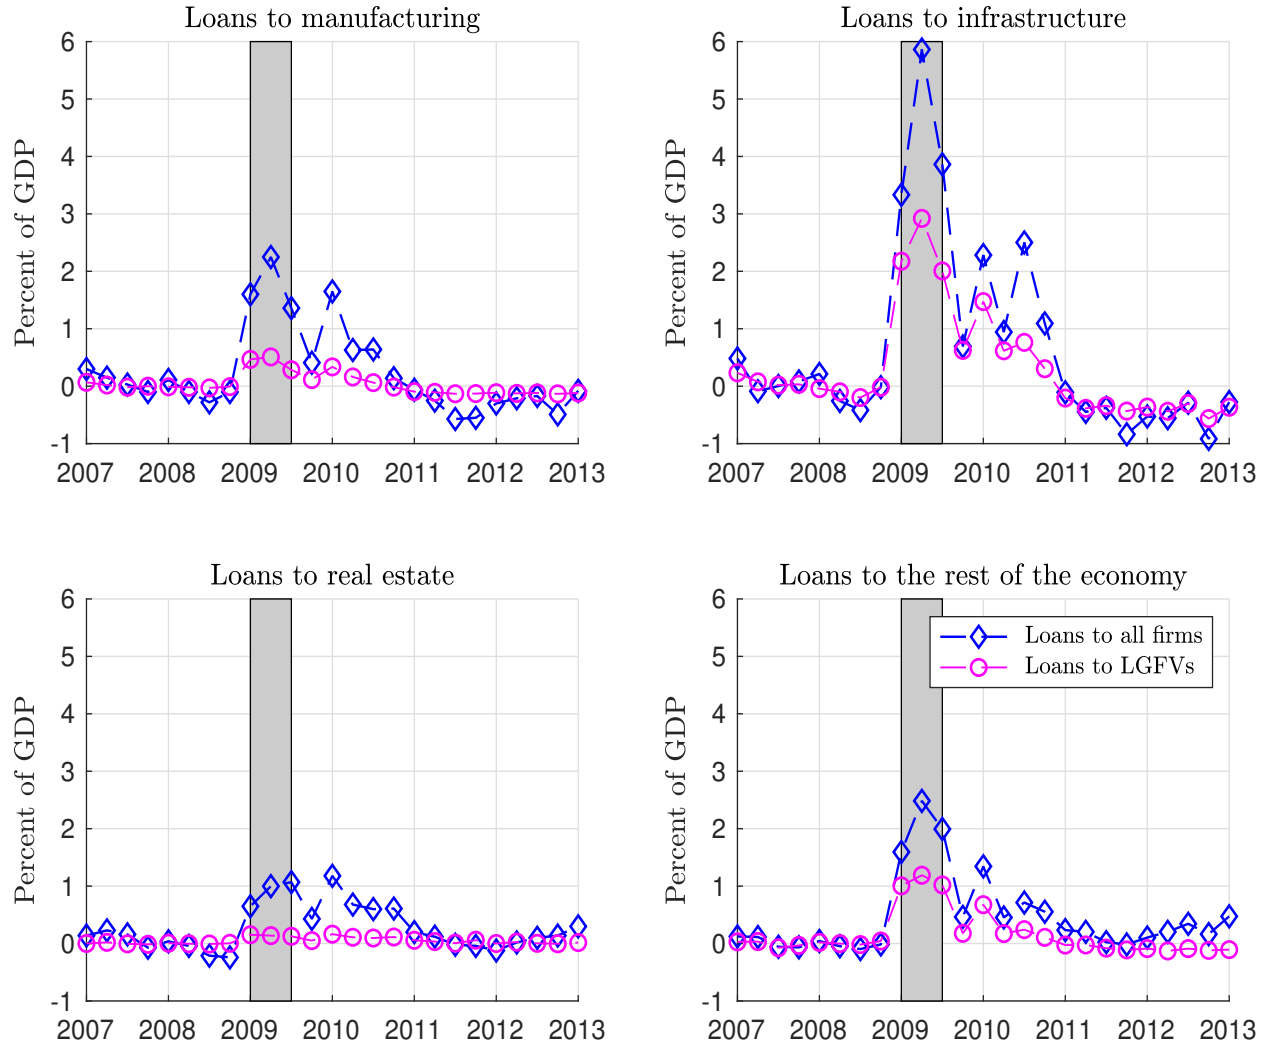 Loans to manufacturing
Percent of GDP
6
5
4
3
2
1
0
-1
2007 2008 2009 2010 2011 2012 2013
Loans to infrastructure
Percent of GDP
6
5
4
3
2
1
0
-1
2007 2008 2009 2010 2011 2012 2013
Loans to real estate
Percent of GDP
6
5
4
3
2
1
0
-1
2007 2008 2009 2010 2011 2012 2013
Loans to the rest of the economy
Percent of GDP
6
5
4
3
2
1
0
-1
2007 2008 2009 2010 2011 2012 2013
Loans to all firms
Loans to LGFVs